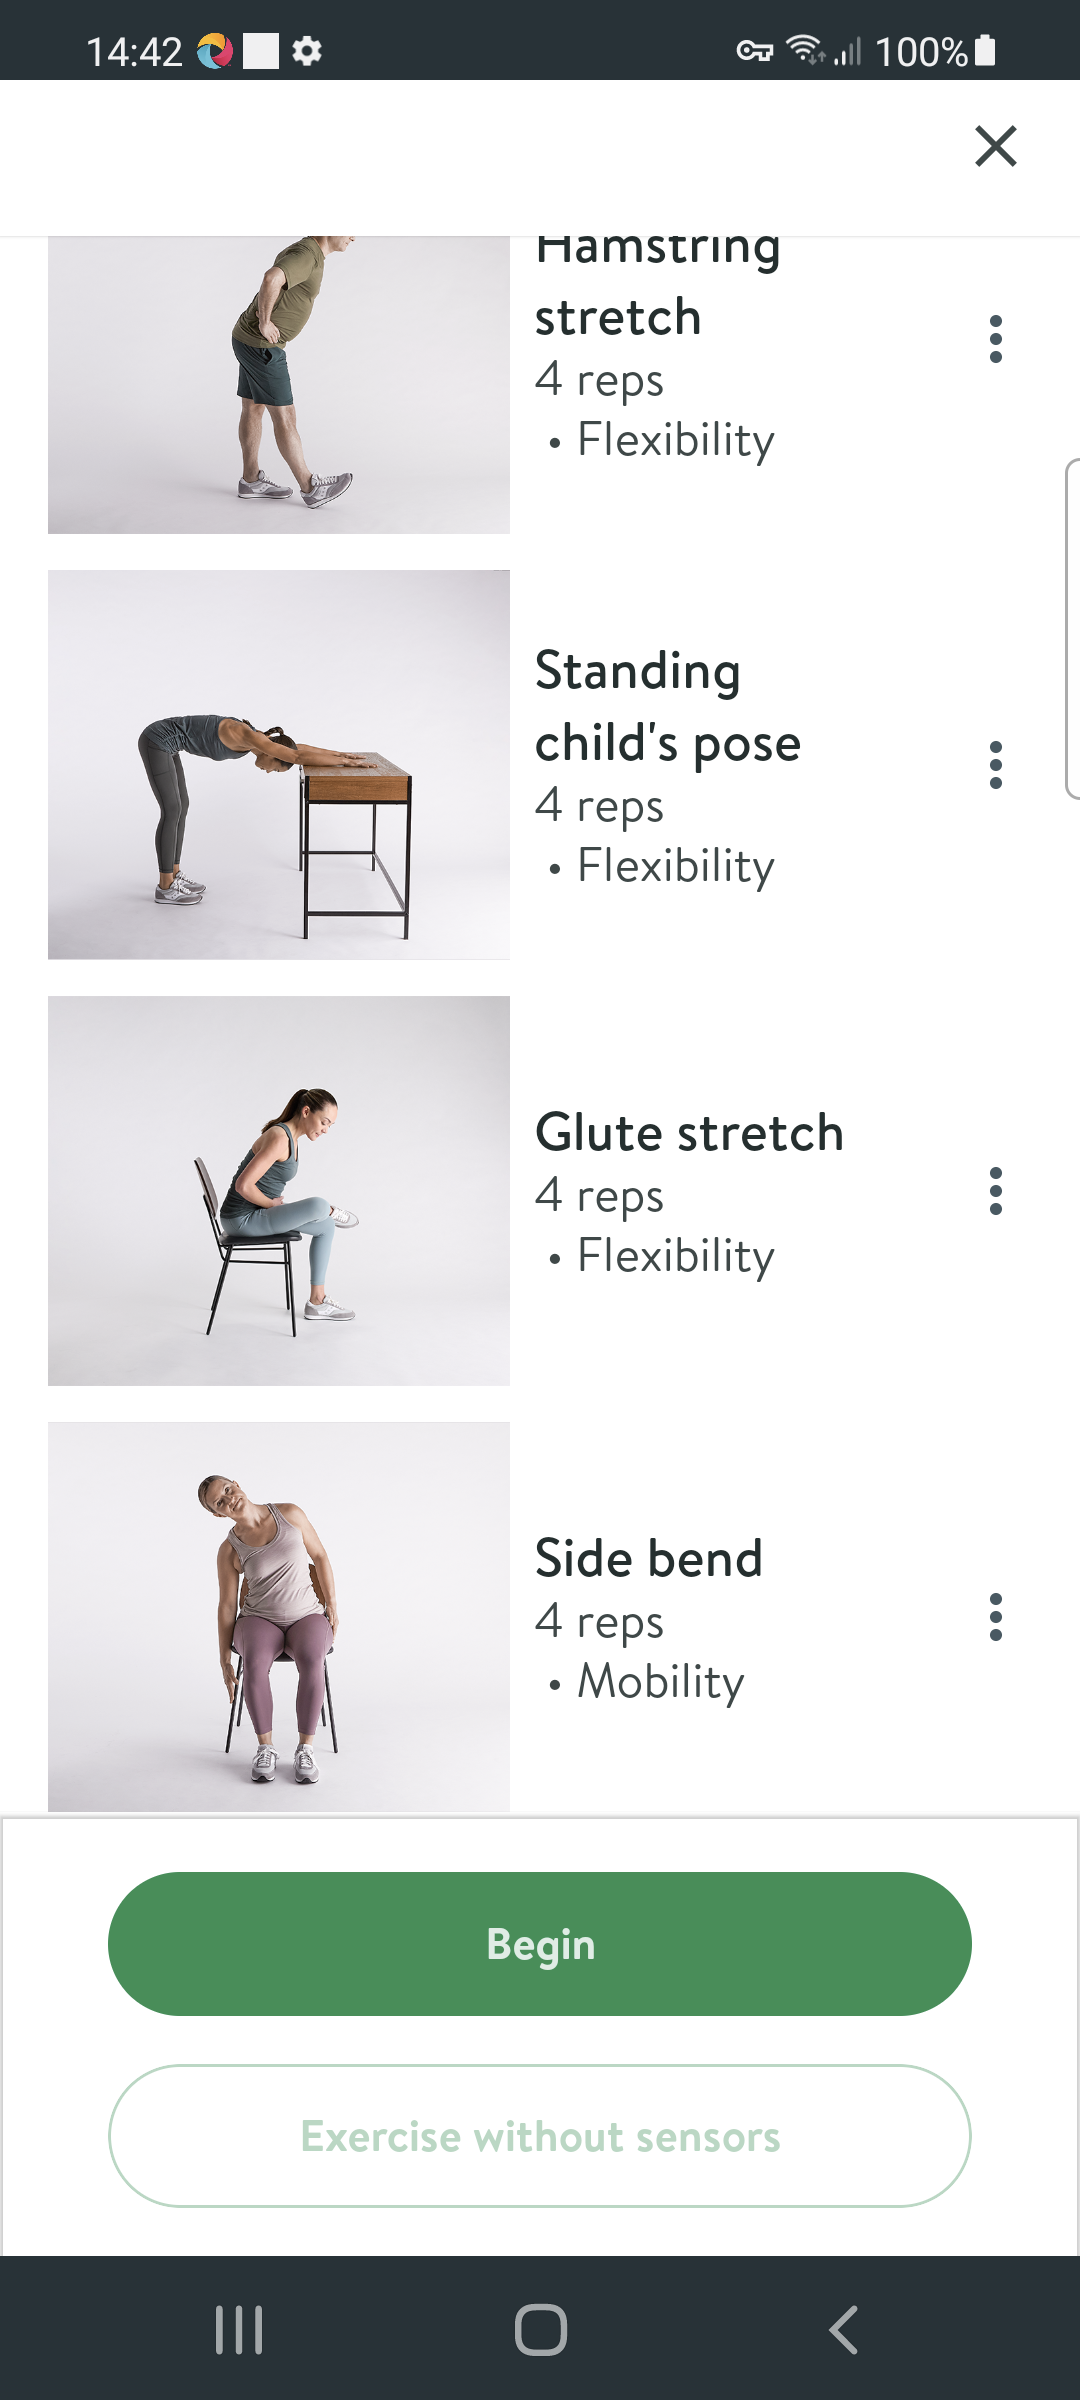 14:42
100%
Hamstring
stretch
4 reps
• Flexibility
Standing
child's pose
4 reps
• Flexibility
Glute stretch
4 reps
• Flexibility
Side bend
4 reps
• Mobility
Begin
Exercise without sensors